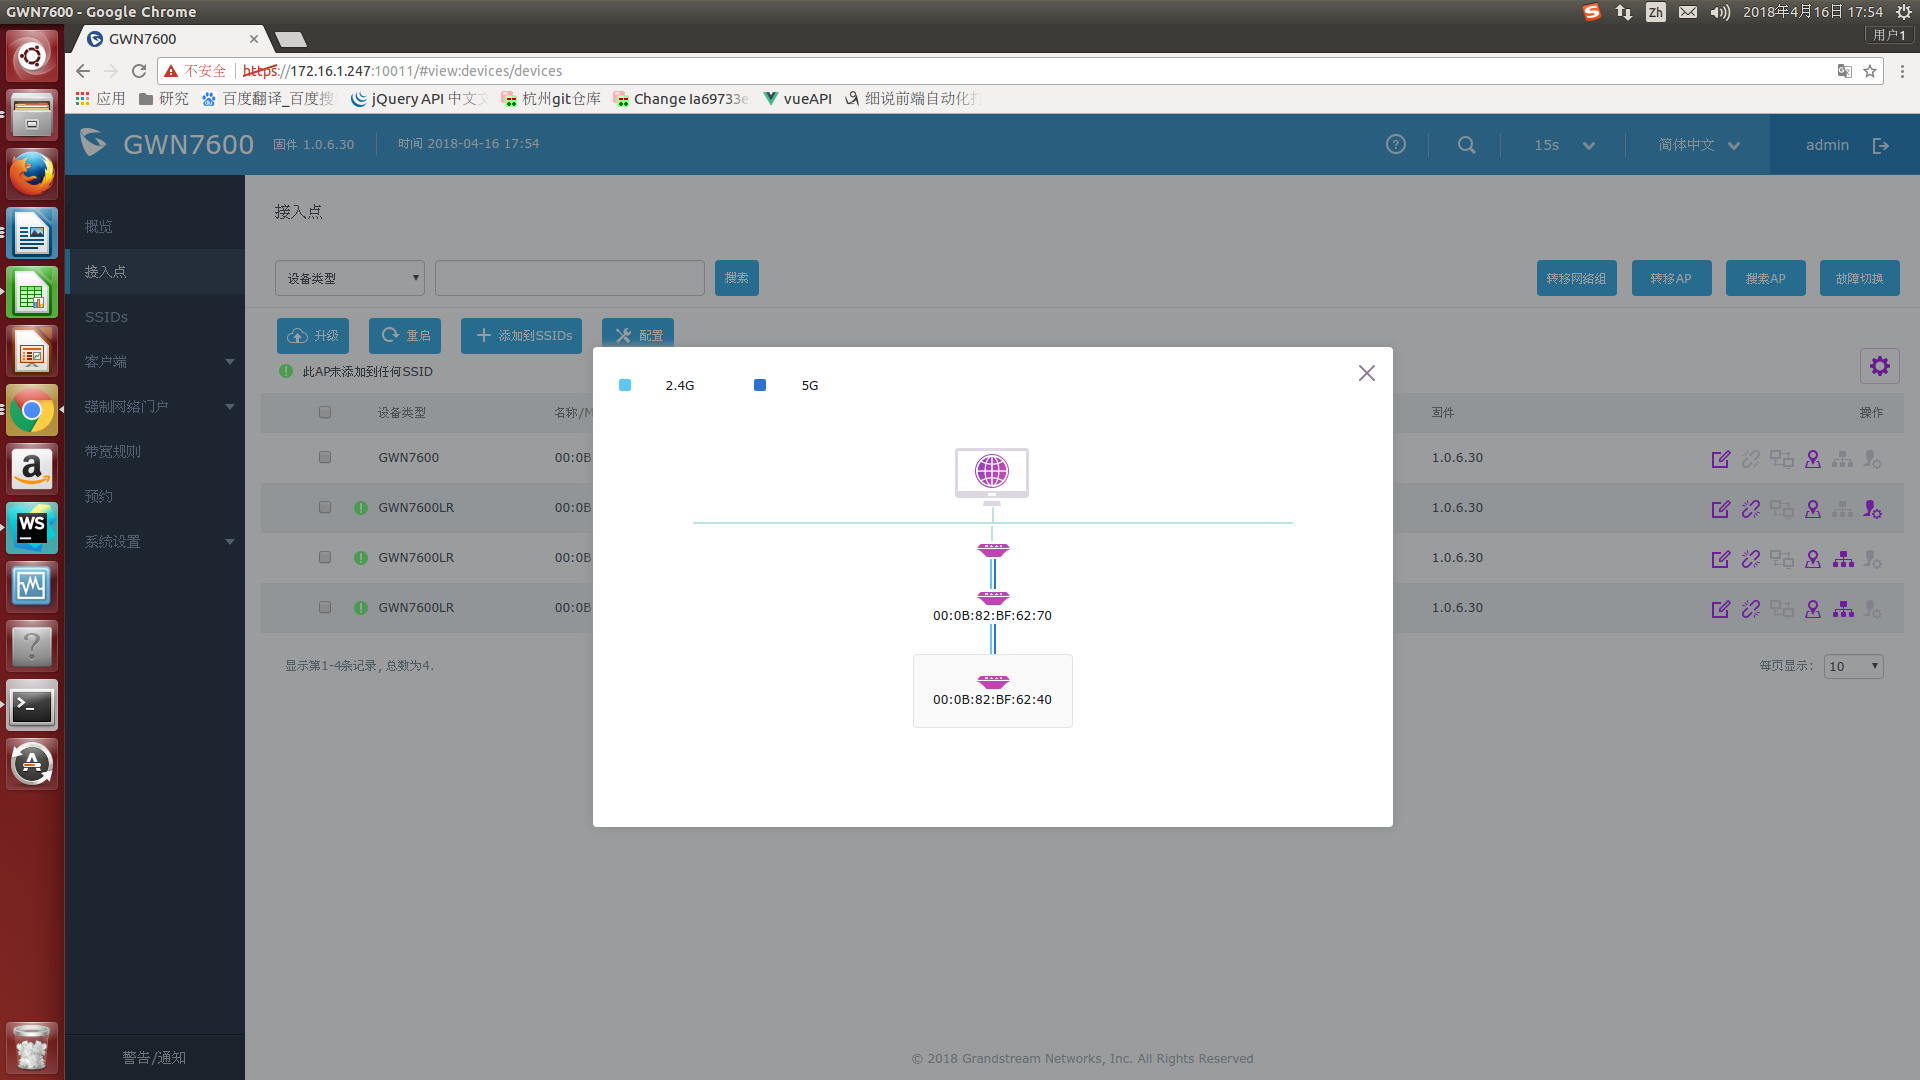 GWN7600 - Google Chrome
Zh
2018年4月16日 17:54
GWN7600
用户1
不安全
https://172.16.1.247:10011/#view:devices/devices
应用
研究
百度翻译_百度搜
jQuery API 中文文
杭州git仓库
Change Ia69733e
vueAPI
细说前端自动化打
GWN7600
固件 1.0.6.30
时间 2018-04-16 17:54
15s
简体中文
admin
概览
接入点
SSIDs
客户端
强制网络门户
带宽规则
预约
系统设置
警告/通知
接入点
设备类型
搜索
转移网络组
转移AP
搜索AP
故障切换
升级
重启
添加到SSIDs
配置
此AP未添加到任何SSID
设备类型
名称/M
固件
操作
GWN7600
00:0B
1.0.6.30
GWN7600LR
00:0B
1.0.6.30
GWN7600LR
00:0B
1.0.6.30
GWN7600LR
00:0B
1.0.6.30
显示第1-4条记录, 总数为4.
每页显示:
10
2.4G
5G
00:0B:82:BF:62:70
00:0B:82:BF:62:40
© 2018 Grandstream Networks, Inc. All Rights Reserved
WS